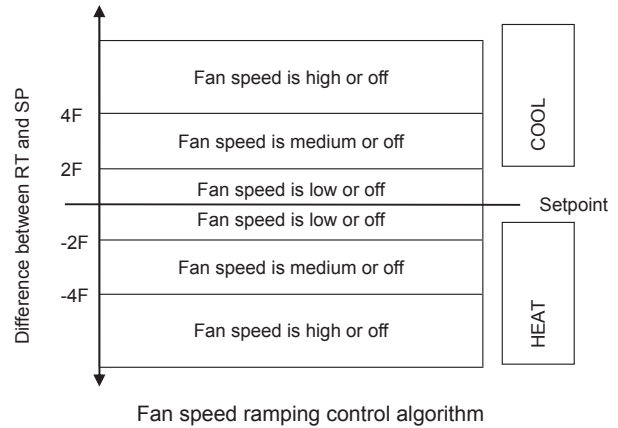 Difference between RT and SP
Fan speed is high or off
4F
Fan speed is medium or off
2F
Fan speed is low or off
Setpoint
Fan speed is low or off
-2F
Fan speed is medium or off
-4F
Fan speed is high or off
COOL
HEAT
Fan speed ramping control algorithm